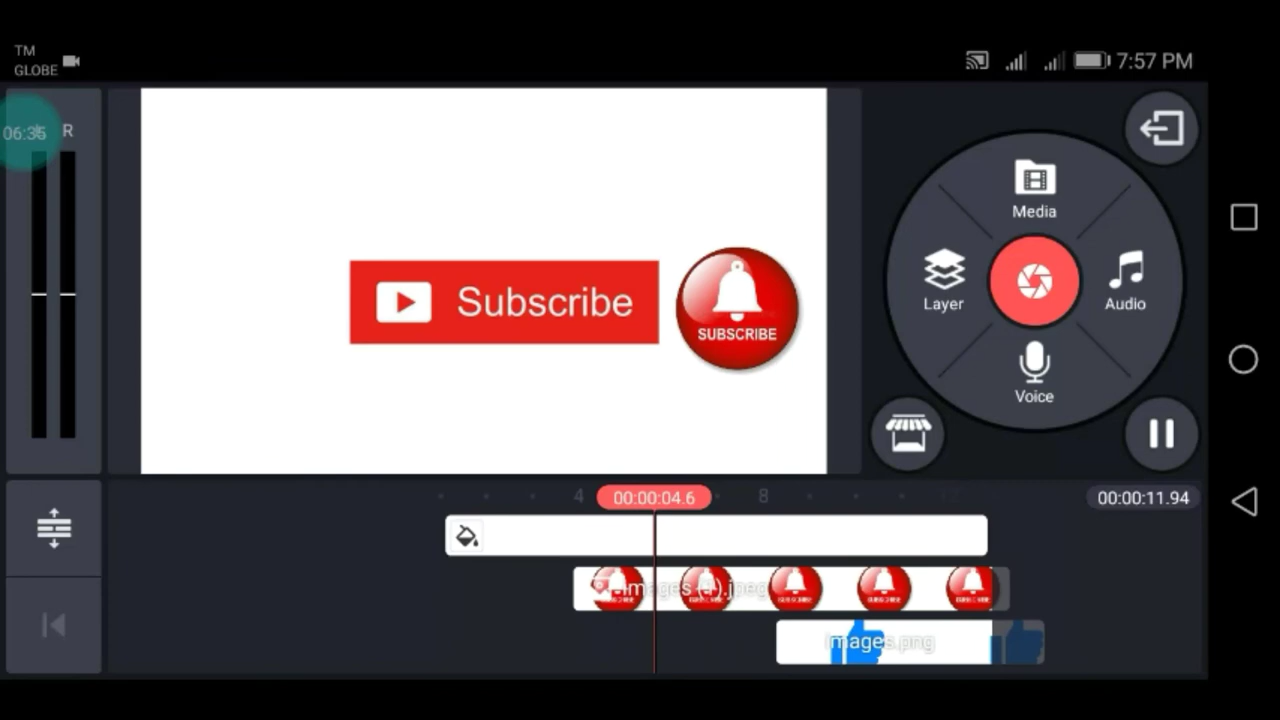 TM
GLOBE
7:57 PM
06:35
R
Media
Layer
Audio
Voice
Subscribe
SUBSCRIBE
4
00:00:04.6
8
00:00:11.94
images (1).jpeg
images.png